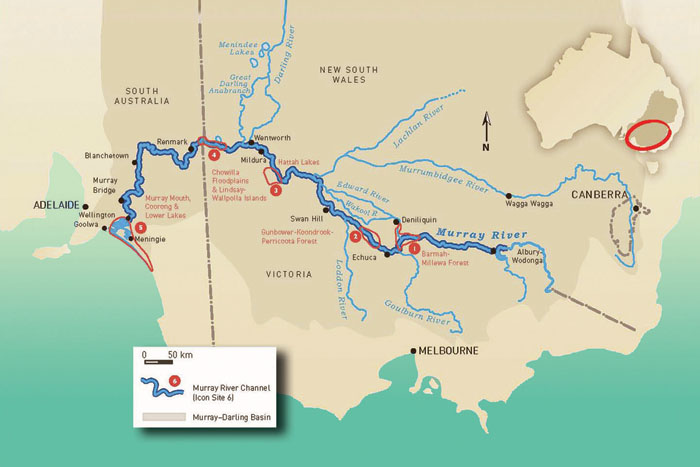 Menindee
Lakes
Darling River
Great
Darling
Anabranch
NEW SOUTH
WALES
SOUTH
AUSTRALIA
Lachlan River
Renmark
4
Wentworth
Mildura
Hattah Lakes
3
Blanchetown
Chowilla
Floodplains
& Lindsay-
Wallpolla Islands
Murrumbidgee River
Murray
Bridge
Edward River
Wakool R
Wagga Wagga
CANBERRA
ADELAIDE
Wellington
Goolwa
Murray Mouth,
Coorong &
Lower Lakes
5
Meningie
Swan Hill
Deniliquin
Gunbower-Koondrook-
Perricoota Forest
2
Murray River
1
Echuca
Barmah-
Millewa Forest
Albury-
Wodonga
VICTORIA
Loppon River
Goulburn River
MELBOURNE
0 50 km
6
Murray River Channel
(Icon Site 6)
Murray–Darling Basin